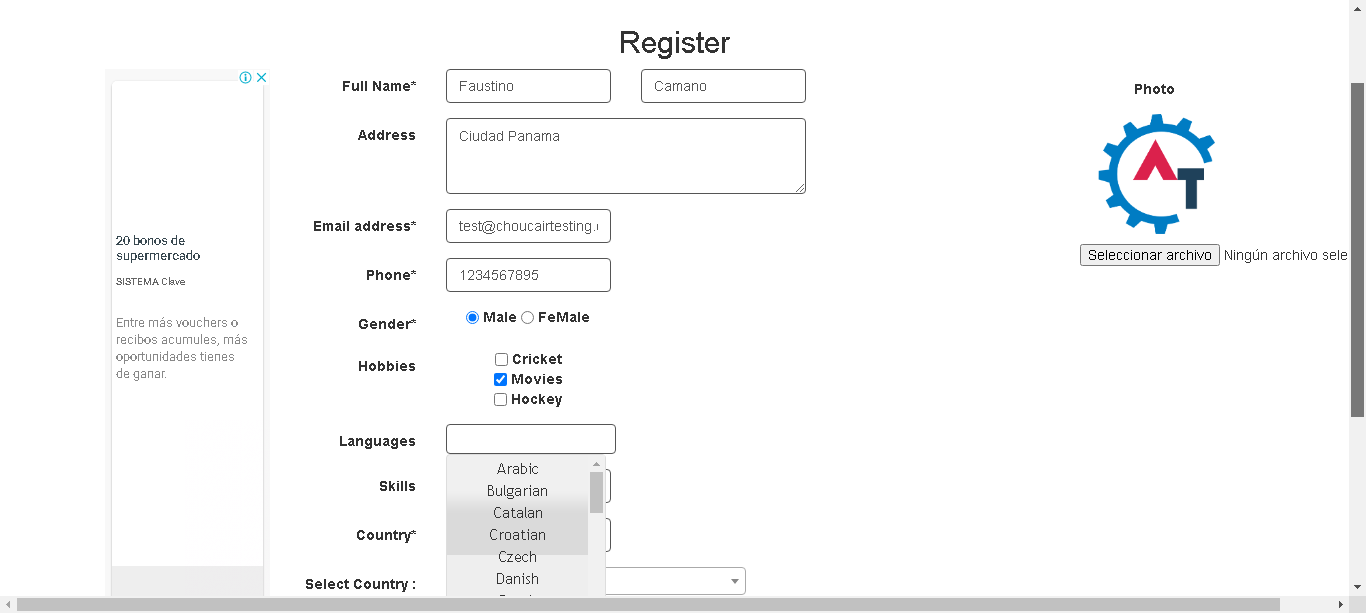 Register
Full Name*
Faustino
Camano
Photo
Address
Ciudad Panama
AT
Email address*
test@choucairtesting.
Seleccionar archivo
Ningún archivo sele
20 bonos de
supermercado
SISTEMA Clave
Phone*
1234567895
Entre más vouchers o
recibos acumules, más
oportunidades tienes
de ganar.
Gender*
Male
FeMale
Hobbies
Cricket
Movies
Hockey
Languages
Arabic
Skills
Bulgarian
Catalan
Country*
Croatian
Czech
Select Country :
Danish